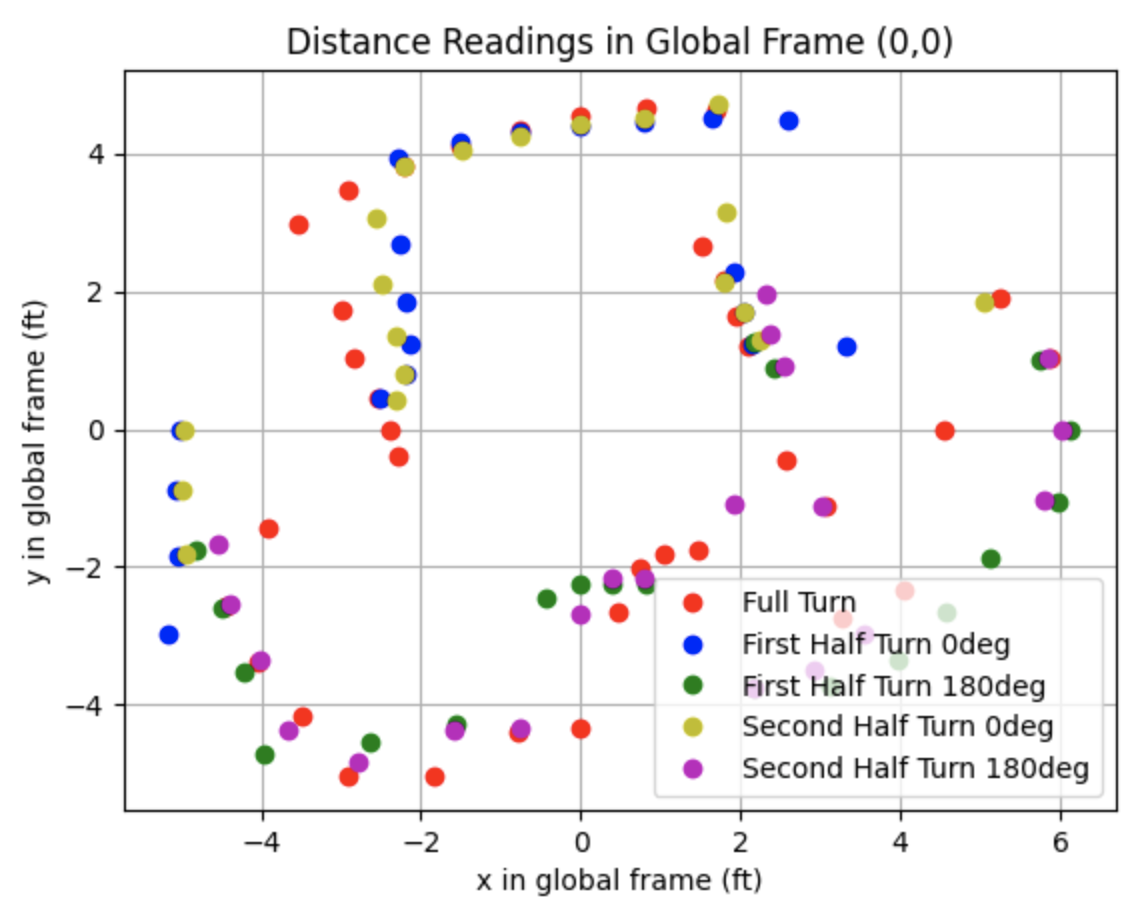 Distance Readings in Global Frame (0,0)
y in global frame (ft)
4
2
0
−2
−4
Full Turn
First Half Turn 0deg
First Half Turn 180deg
Second Half Turn 0deg
Second Half Turn 180deg
−4 −2 0 2 4 6
x in global frame (ft)